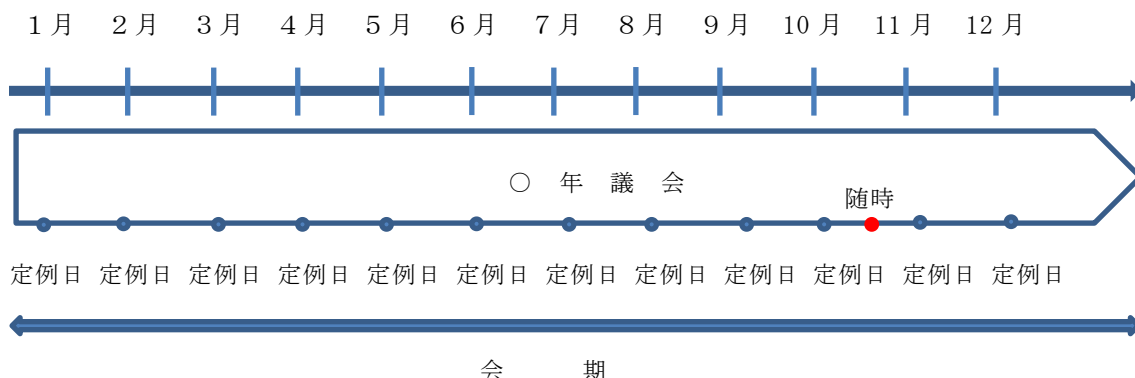 １月 ２月 ３月 ４月 ５月 ６月 ７月 ８月 ９月 10月 11月 12月
○ 年 議 会
随時
定例日 定例日 定例日 定例日 定例日 定例日 定例日 定例日 定例日 定例日 定例日 定例日
会 期